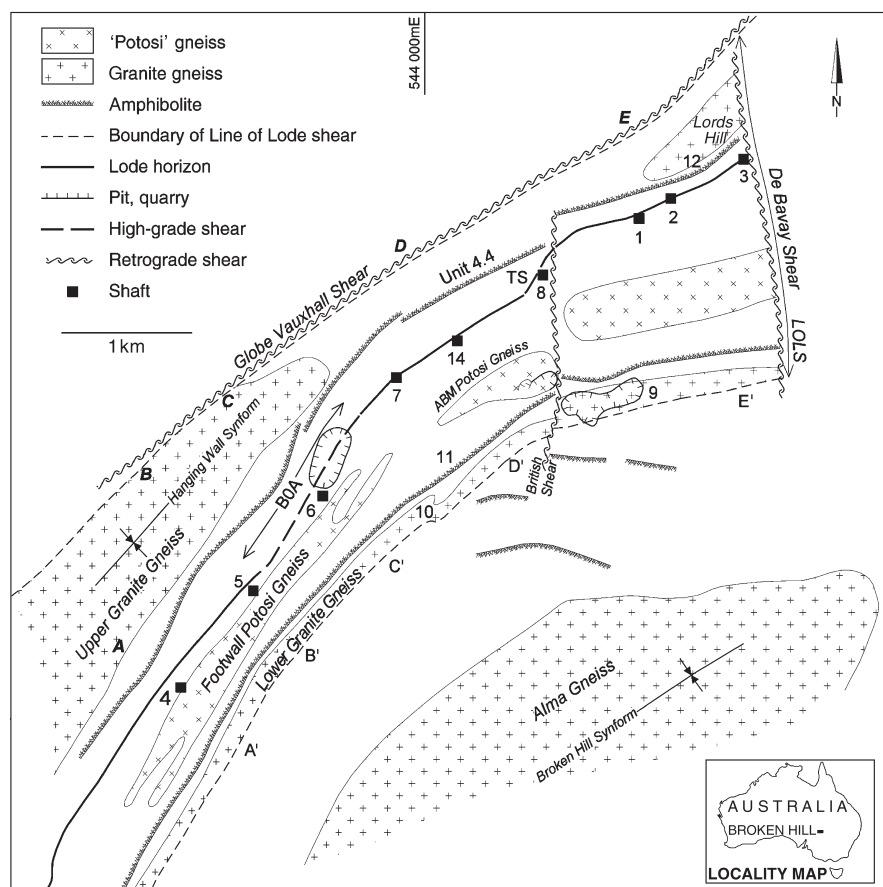 'Potosi' gneiss
Granite gneiss
Amphibolite
Boundary of Line of Lode shear
Lode horizon
Pit, quarry
High-grade shear
Retrograde shear
Shaft
1 km
544 000mE
N
E
Lords
Hill
12
3
2
1
De Bavay Shear
LOLS
D
Globe Vauxhall Shear
Unit 4.4
TS
8
14
7
ABM Potosi Gneiss
9
E'
C
B
Hanging Wall Synform
BOA
11
D'
British
Shear
6
10
C'
Upper Granite Gneiss
A
5
Footwall Potosi Gneiss
Lower Granite Gneiss
B'
4
A'
Alma Gneiss
Broken Hill Synform
AUSTRALIA
BROKEN HILL
LOCALITY MAP